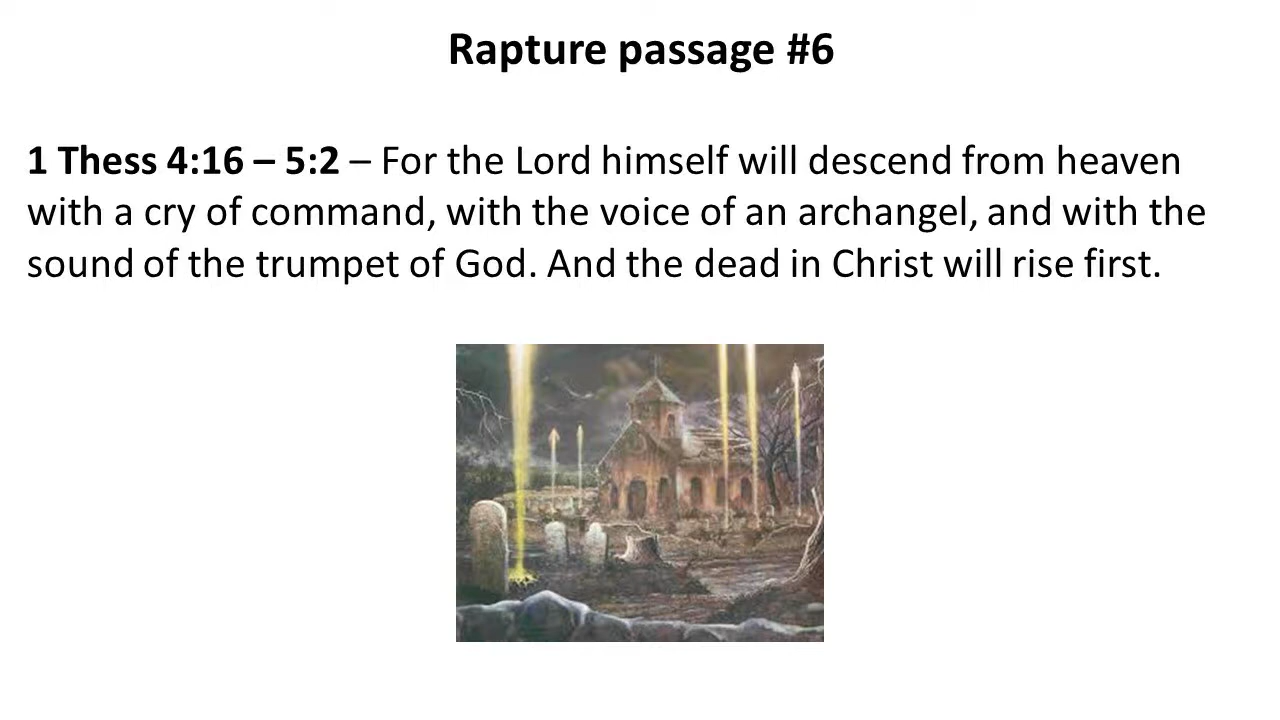 Rapture passage #6
1 Thess 4:16 – 5:2 – For the Lord himself will descend from heaven
with a cry of command, with the voice of an archangel, and with the
sound of the trumpet of God. And the dead in Christ will rise first.